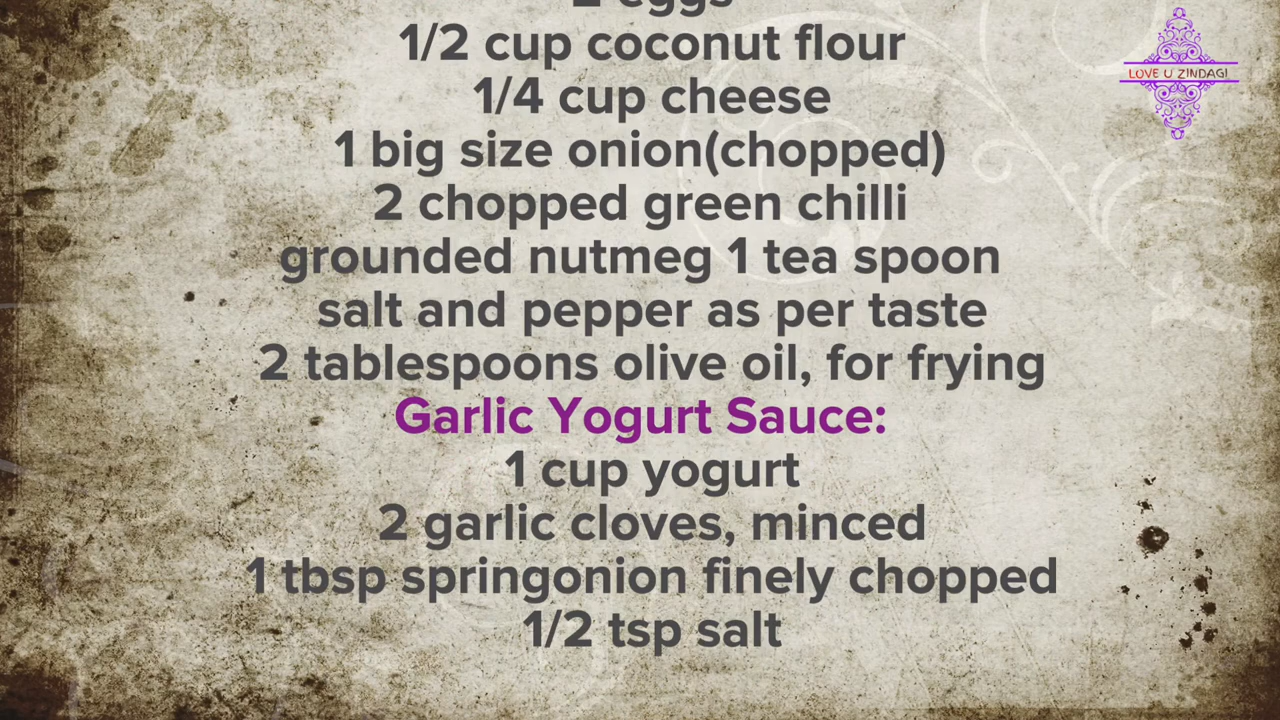 2 eggs
1/2 cup coconut flour
1/4 cup cheese
1 big size onion(chopped)
2 chopped green chilli
grounded nutmeg 1 tea spoon
salt and pepper as per taste
2 tablespoons olive oil, for frying
Garlic Yogurt Sauce:
1 cup yogurt
2 garlic cloves, minced
1 tbsp springonion finely chopped
1/2 tsp salt
LOVE U ZINDAGI